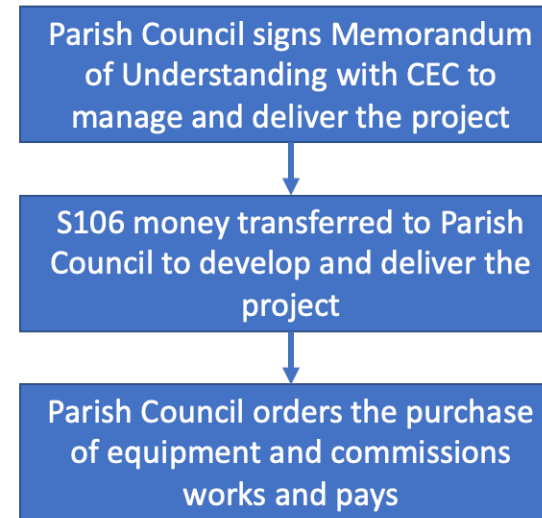 Parish Council signs Memorandum
of Understanding with CEC to
manage and deliver the project
S106 money transferred to Parish
Council to develop and deliver the
project
Parish Council orders the purchase
of equipment and commissions
works and pays